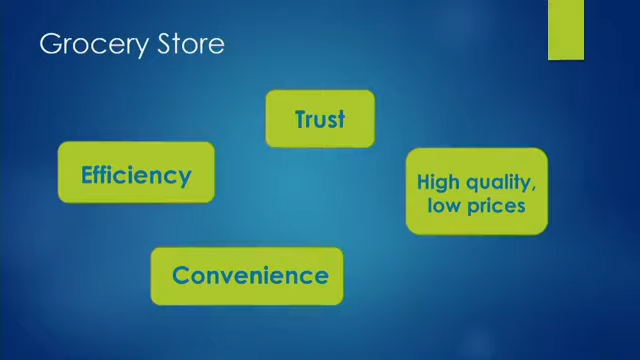 Grocery Store
Trust
Efficiency
High quality,
low prices
Convenience